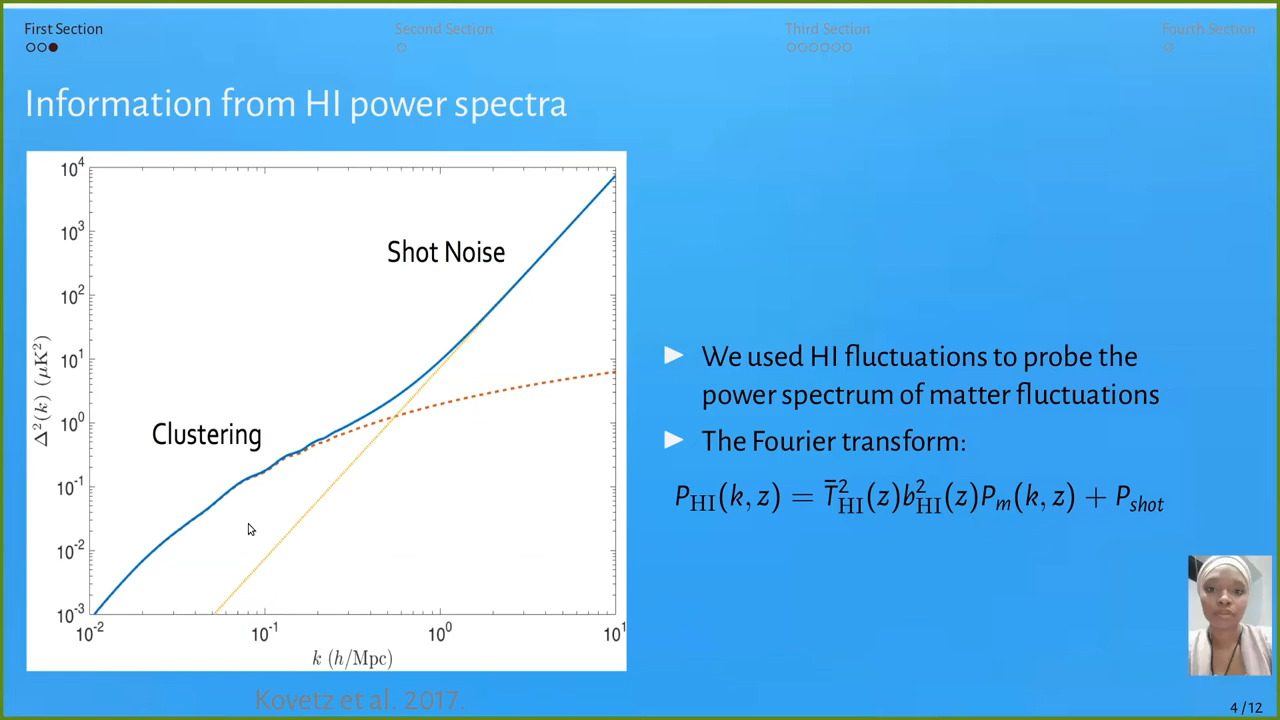 First Section
Second Section
Third Section
Fourth Section
Information from HI power spectra
10⁴
10³
10²
10¹
10⁰
10⁻¹
10⁻²
10⁻³
Δ²(k) (μK²)
Shot Noise
Clustering
10⁻²
10⁻¹
10⁰
10¹
k (h/Mpc)
Kovetz et al. 2017.
We used HI fluctuations to probe the
power spectrum of matter fluctuations
The Fourier transform:
P_HI(k, z) = T̄²_HI(z)b²_HI(z)P_m(k, z) + P_shot
4 / 12